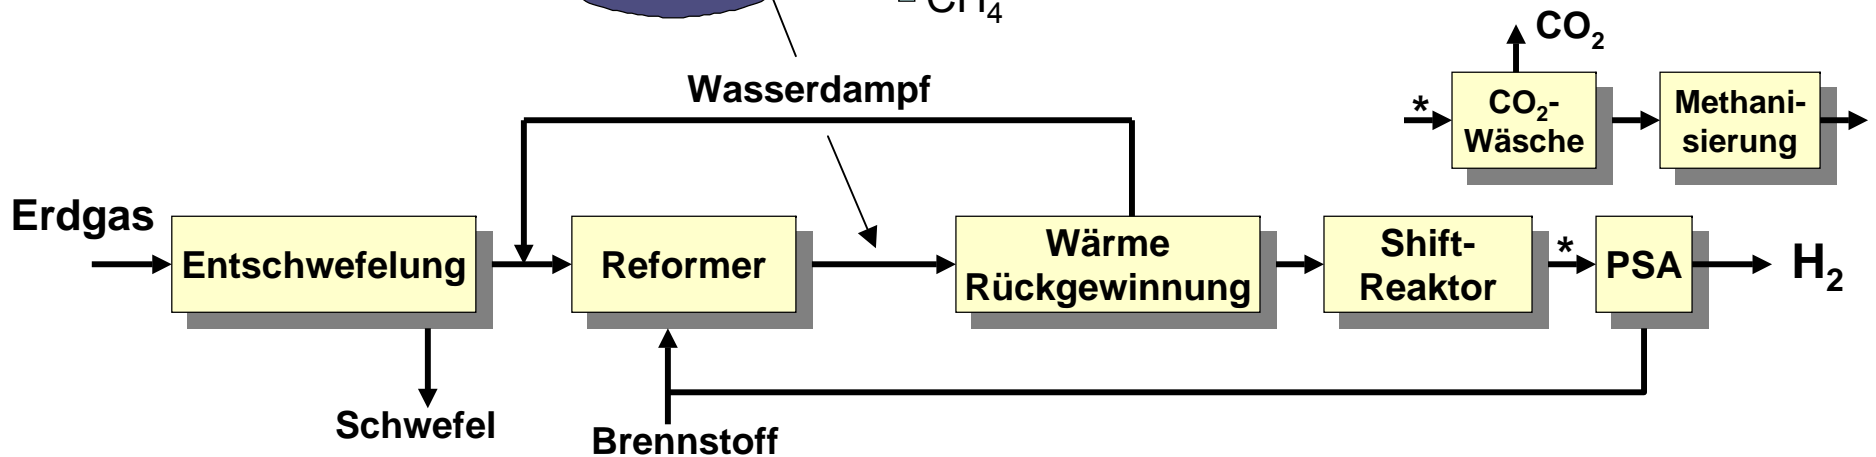 CH₄
CO₂
Wasserdampf
*
CO₂-
Wäsche
Methani-
sierung
Erdgas
Entschwefelung
Reformer
Wärme
Rückgewinnung
Shift-
Reaktor
*
PSA
H₂
Schwefel
Brennstoff